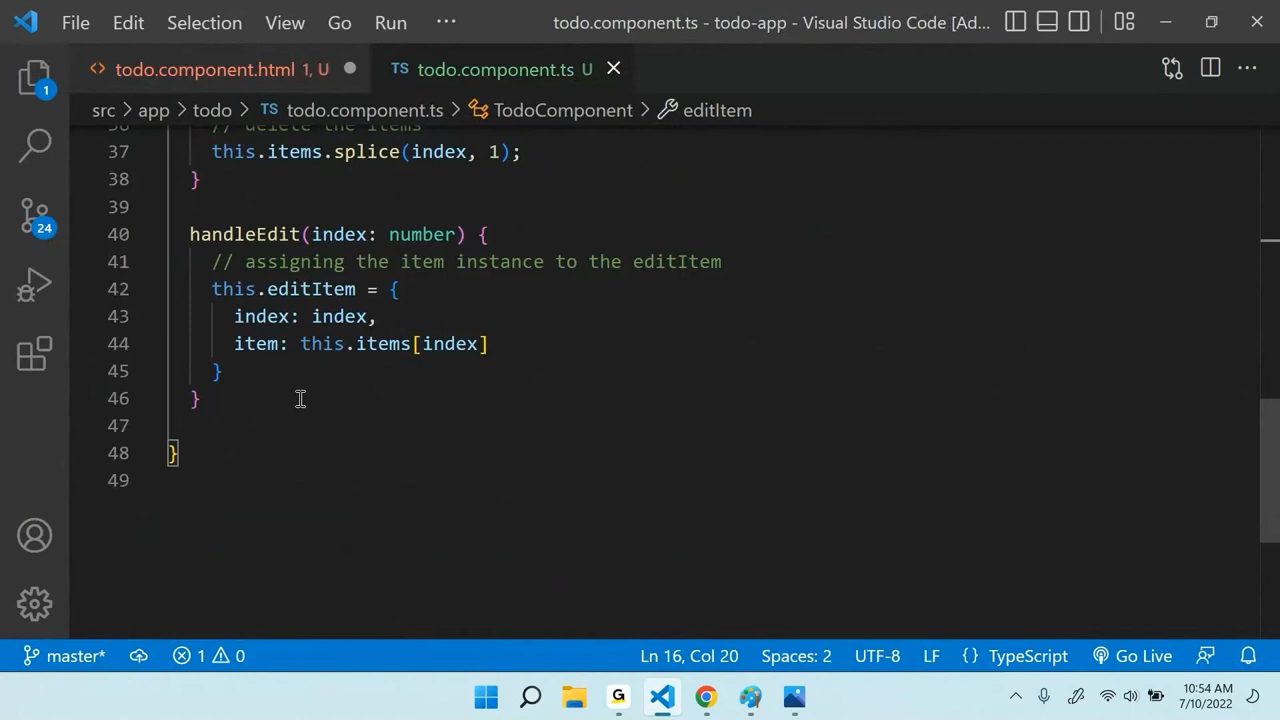 File Edit Selection View Go Run ··· todo.component.ts - todo-app - Visual Studio Code [Ad...
<> todo.component.html 1, U TS todo.component.ts U
src > app > todo > TS todo.component.ts > TodoComponent > editItem
36 // delete the items
37 this.items.splice(index, 1);
38 }
39
40 handleEdit(index: number) {
41 // assigning the item instance to the editItem
42 this.editItem = {
43 index: index,
44 item: this.items[index]
45 }
46 }
47
48 }
49
1
24
master* 1 0 Ln 16, Col 20 Spaces: 2 UTF-8 LF {} TypeScript Go Live
G 10:54 AM
7/10/2022